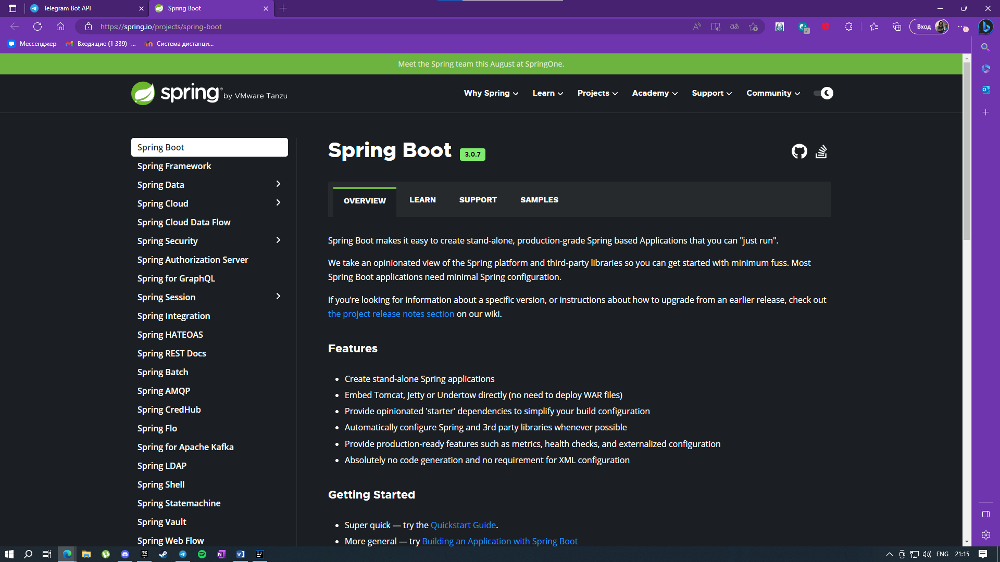 Telegram Bot API
Spring Boot
https://spring.io/projects/spring-boot
Вход
Мессенджер
Входящие (1 339) -...
Система дистанци...
Meet the Spring team this August at SpringOne.
spring by VMware Tanzu
Why Spring
Learn
Projects
Academy
Support
Community
Spring Boot
Spring Framework
Spring Data
Spring Cloud
Spring Cloud Data Flow
Spring Security
Spring Authorization Server
Spring for GraphQL
Spring Session
Spring Integration
Spring HATEOAS
Spring REST Docs
Spring Batch
Spring AMQP
Spring CredHub
Spring Flo
Spring for Apache Kafka
Spring LDAP
Spring Shell
Spring Statemachine
Spring Vault
Spring Web Flow
Spring Boot 3.0.7
OVERVIEW
LEARN
SUPPORT
SAMPLES
Spring Boot makes it easy to create stand-alone, production-grade Spring based Applications that you can "just run".
We take an opinionated view of the Spring platform and third-party libraries so you can get started with minimum fuss. Most
Spring Boot applications need minimal Spring configuration.
If you’re looking for information about a specific version, or instructions about how to upgrade from an earlier release, check out
the project release notes section on our wiki.
Features
• Create stand-alone Spring applications
• Embed Tomcat, Jetty or Undertow directly (no need to deploy WAR files)
• Provide opinionated 'starter' dependencies to simplify your build configuration
• Automatically configure Spring and 3rd party libraries whenever possible
• Provide production-ready features such as metrics, health checks, and externalized configuration
• Absolutely no code generation and no requirement for XML configuration
Getting Started
• Super quick — try the Quickstart Guide.
• More general — try Building an Application with Spring Boot
ENG
21:15